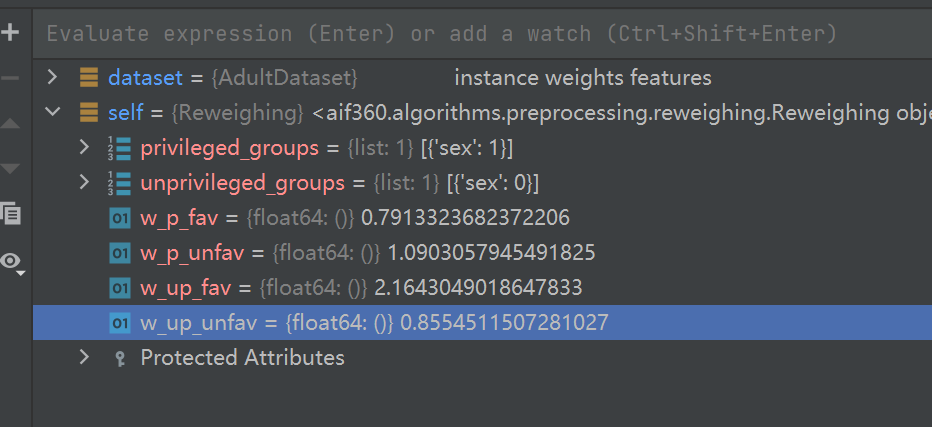 Evaluate expression (Enter) or add a watch (Ctrl+Shift+Enter)
dataset = {AdultDataset} instance weights features
self = {Reweighing} <aif360.algorithms.preprocessing.reweighing.Reweighing obje
privileged_groups = {list: 1} [{'sex': 1}]
unprivileged_groups = {list: 1} [{'sex': 0}]
01 w_p_fav = {float64: ()} 0.7913323682372206
01 w_p_unfav = {float64: ()} 1.0903057945491825
01 w_up_fav = {float64: ()} 2.1643049018647833
01 w_up_unfav = {float64: ()} 0.8554511507281027
Protected Attributes